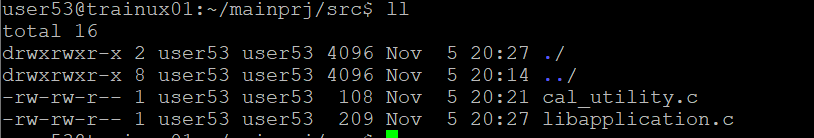 user53@trainux01:~/mainprj/src$ ll
total 16
drwxrwxr-x 2 user53 user53 4096 Nov  5 20:27 ./
drwxrwxr-x 8 user53 user53 4096 Nov  5 20:14 ../
-rw-rw-r-- 1 user53 user53  108 Nov  5 20:21 cal_utility.c
-rw-rw-r-- 1 user53 user53  209 Nov  5 20:27 libapplication.c